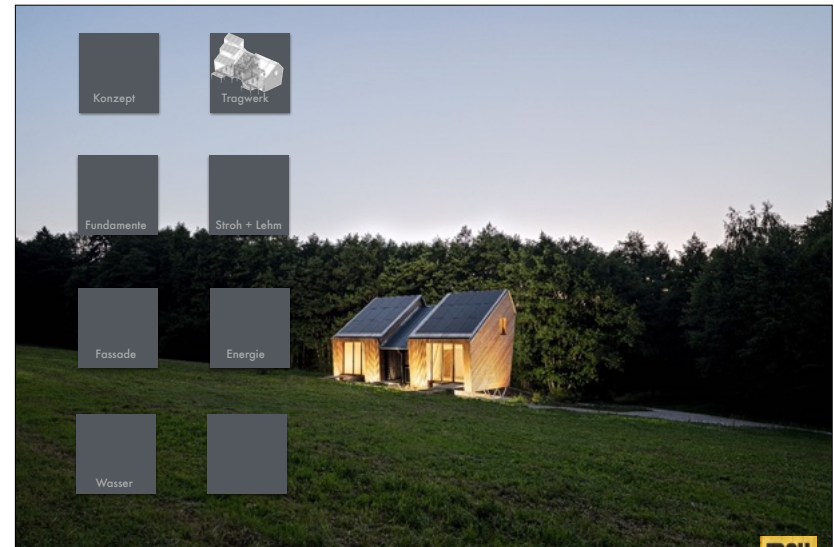 Konzept
Tragwerk
Fundamente
Stroh + Lehm
Fassade
Energie
Wasser